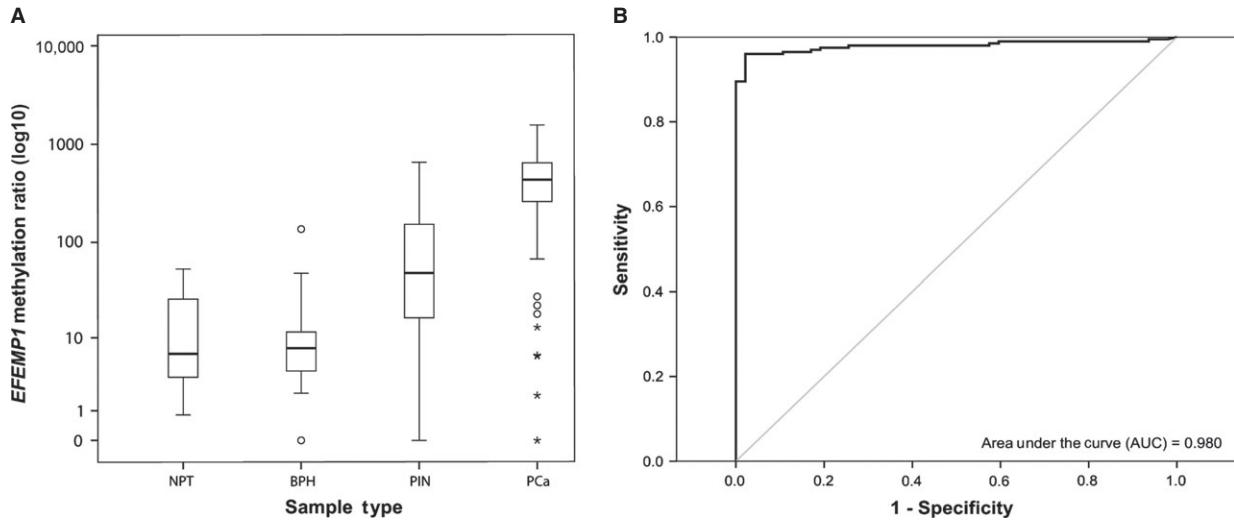 A
EFEMP1 methylation ratio (log10)
10,000
1000
100
10
1
0
NPT BPH PIN PCa
Sample type
B
Sensitivity
1.0
0.8
0.6
0.4
0.2
0.0
Area under the curve (AUC) = 0.980
0.0 0.2 0.4 0.6 0.8 1.0
1 - Specificity